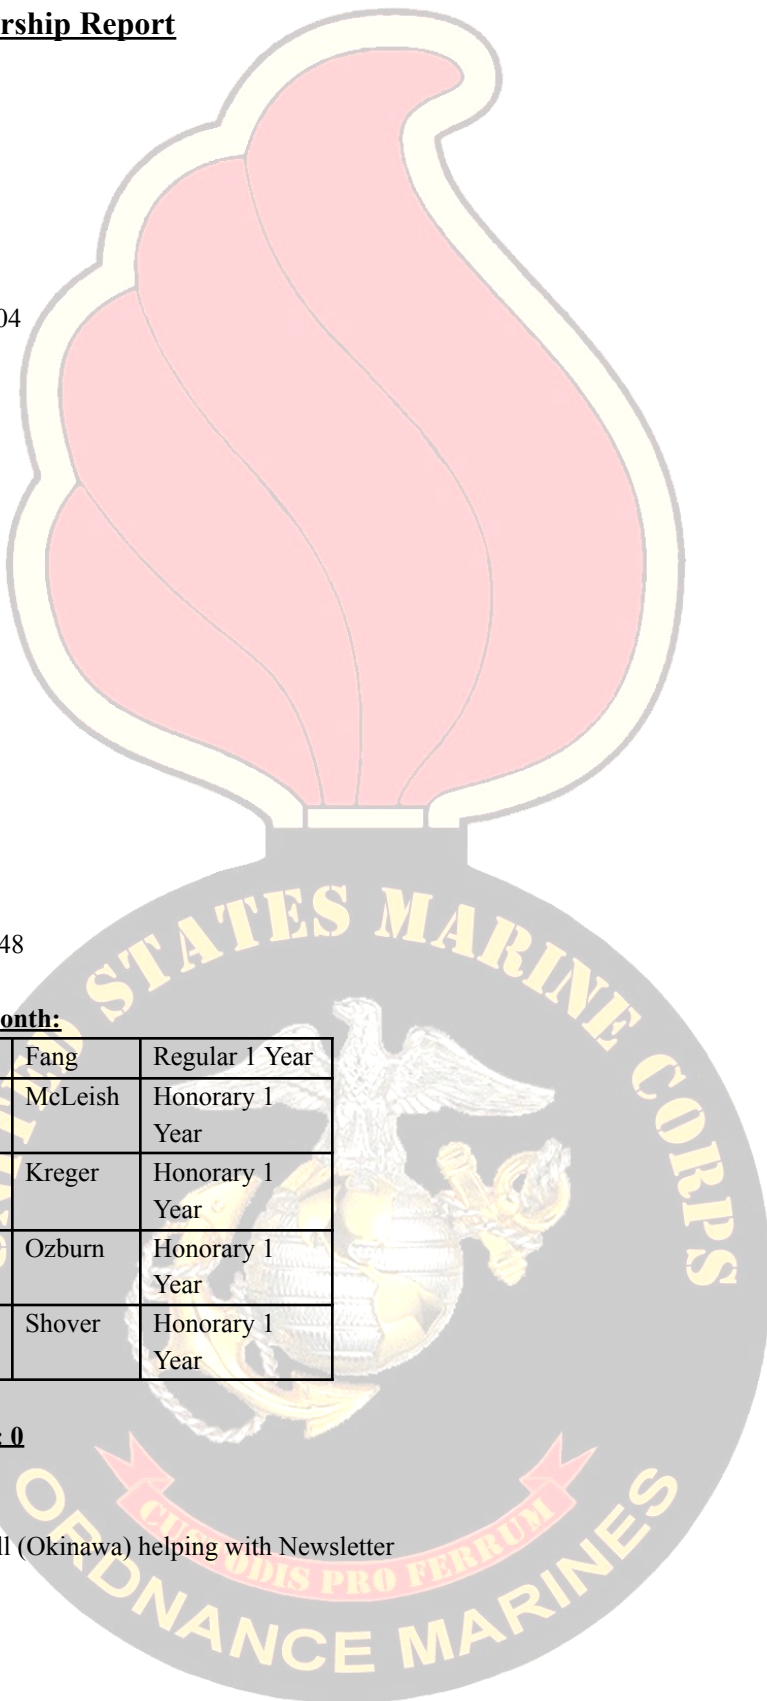 rship Report
04
48
onth:
Fang Regular 1 Year
McLeish Honorary 1
Year
Kreger Honorary 1
Year
Ozburn Honorary 1
Year
Shover Honorary 1
Year
: 0
ll (Okinawa) helping with Newsletter
UNITED STATES MARINE CORPS
CUSTODIS PRO FERRUM
ORDNANCE MARINES